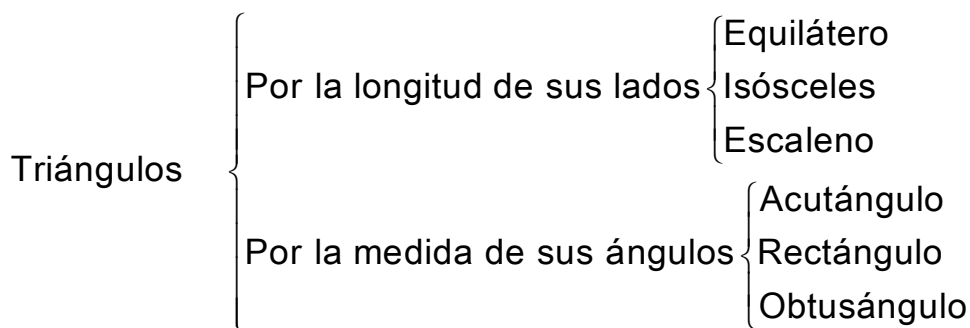 Triángulos
Por la longitud de sus lados
Equilátero
Isósceles
Escaleno
Por la medida de sus ángulos
Acutángulo
Rectángulo
Obtusángulo